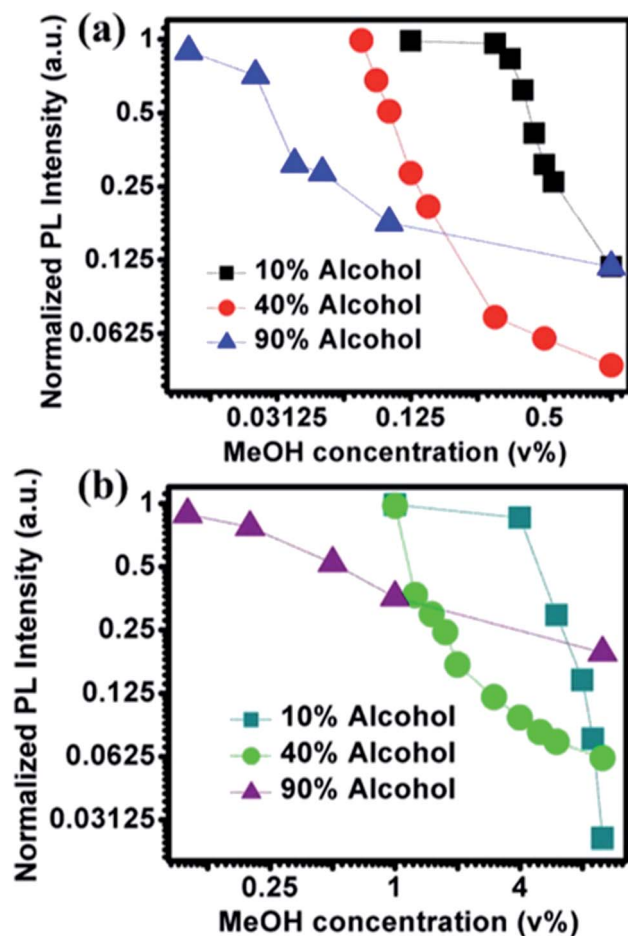 (a)
Normalized PL Intensity (a.u.)
1
0.5
0.25
0.125
0.0625
10% Alcohol
40% Alcohol
90% Alcohol
0.03125 0.125 0.5
MeOH concentration (v%)
(b)
Normalized PL Intensity (a.u.)
1
0.5
0.25
0.125
0.0625
0.03125
10% Alcohol
40% Alcohol
90% Alcohol
0.25 1 4
MeOH concentration (v%)